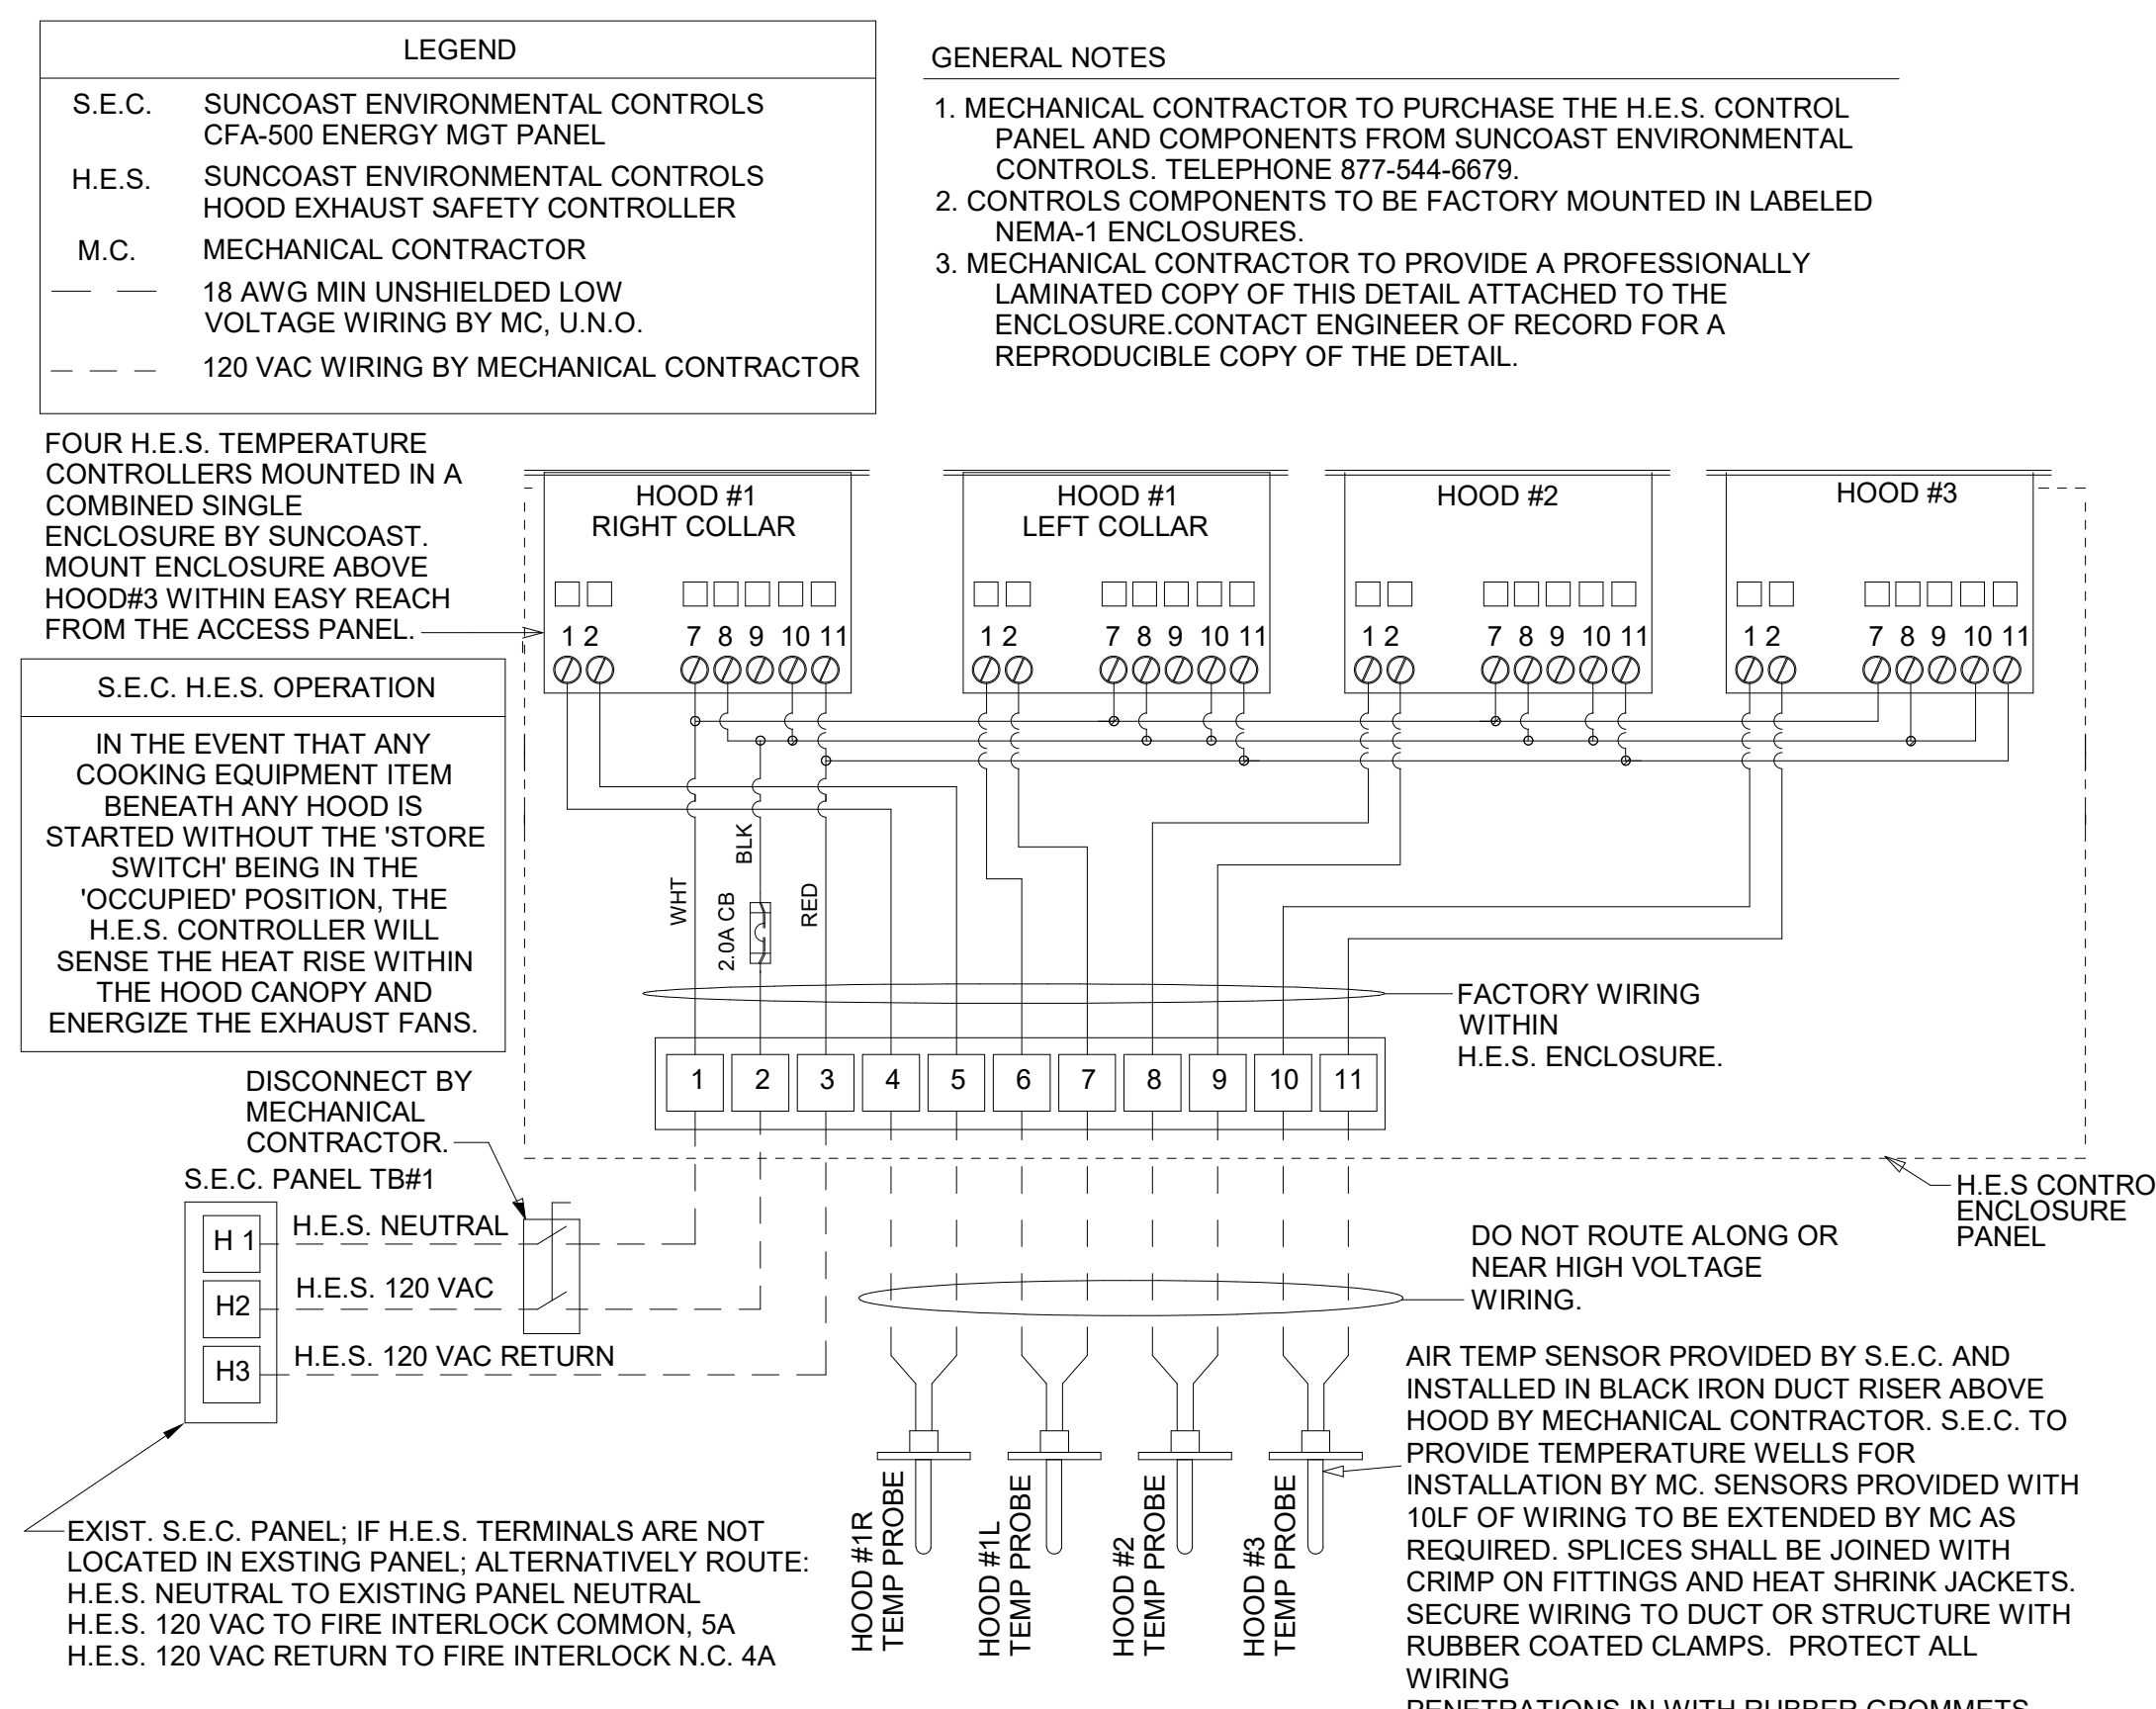 LEGEND
S.E.C. SUNCOAST ENVIRONMENTAL CONTROLS
CFA-500 ENERGY MGT PANEL
H.E.S. SUNCOAST ENVIRONMENTAL CONTROLS
HOOD EXHAUST SAFETY CONTROLLER
M.C. MECHANICAL CONTRACTOR
18 AWG MIN UNSHIELDED LOW
VOLTAGE WIRING BY MC, U.N.O.
120 VAC WIRING BY MECHANICAL CONTRACTOR
GENERAL NOTES
1. MECHANICAL CONTRACTOR TO PURCHASE THE H.E.S. CONTROL
PANEL AND COMPONENTS FROM SUNCOAST ENVIRONMENTAL
CONTROLS. TELEPHONE 877-544-6679.
2. CONTROLS COMPONENTS TO BE FACTORY MOUNTED IN LABELED
NEMA-1 ENCLOSURES.
3. MECHANICAL CONTRACTOR TO PROVIDE A PROFESSIONALLY
LAMINATED COPY OF THIS DETAIL ATTACHED TO THE
ENCLOSURE.CONTACT ENGINEER OF RECORD FOR A
REPRODUCIBLE COPY OF THE DETAIL.
FOUR H.E.S. TEMPERATURE
CONTROLLERS MOUNTED IN A
COMBINED SINGLE
ENCLOSURE BY SUNCOAST.
MOUNT ENCLOSURE ABOVE
HOOD#3 WITHIN EASY REACH
FROM THE ACCESS PANEL.
HOOD #1
RIGHT COLLAR
1 2 7 8 9 10 11
HOOD #1
LEFT COLLAR
1 2 7 8 9 10 11
HOOD #2
1 2 7 8 9 10 11
HOOD #3
1 2 7 8 9 10 11
S.E.C. H.E.S. OPERATION
IN THE EVENT THAT ANY
COOKING EQUIPMENT ITEM
BENEATH ANY HOOD IS
STARTED WITHOUT THE 'STORE
SWITCH' BEING IN THE
'OCCUPIED' POSITION, THE
H.E.S. CONTROLLER WILL
SENSE THE HEAT RISE WITHIN
THE HOOD CANOPY AND
ENERGIZE THE EXHAUST FANS.
WHT
BLK
2.0A CB
RED
FACTORY WIRING
WITHIN
H.E.S. ENCLOSURE.
1 2 3 4 5 6 7 8 9 10 11
DISCONNECT BY
MECHANICAL
CONTRACTOR.
S.E.C. PANEL TB#1
H 1 H.E.S. NEUTRAL
H2 H.E.S. 120 VAC
H3 H.E.S. 120 VAC RETURN
H.E.S CONTRO
ENCLOSURE
PANEL
DO NOT ROUTE ALONG OR
NEAR HIGH VOLTAGE
WIRING.
AIR TEMP SENSOR PROVIDED BY S.E.C. AND
INSTALLED IN BLACK IRON DUCT RISER ABOVE
HOOD BY MECHANICAL CONTRACTOR. S.E.C. TO
PROVIDE TEMPERATURE WELLS FOR
INSTALLATION BY MC. SENSORS PROVIDED WITH
10LF OF WIRING TO BE EXTENDED BY MC AS
REQUIRED. SPLICES SHALL BE JOINED WITH
CRIMP ON FITTINGS AND HEAT SHRINK JACKETS.
SECURE WIRING TO DUCT OR STRUCTURE WITH
RUBBER COATED CLAMPS. PROTECT ALL
WIRING
PENETRATIONS IN WITH RUBBER GROMMETS
HOOD #1R
TEMP PROBE
HOOD #1L
TEMP PROBE
HOOD #2
TEMP PROBE
HOOD #3
TEMP PROBE
EXIST. S.E.C. PANEL; IF H.E.S. TERMINALS ARE NOT
LOCATED IN EXSTING PANEL; ALTERNATIVELY ROUTE:
H.E.S. NEUTRAL TO EXISTING PANEL NEUTRAL
H.E.S. 120 VAC TO FIRE INTERLOCK COMMON, 5A
H.E.S. 120 VAC RETURN TO FIRE INTERLOCK N.C. 4A